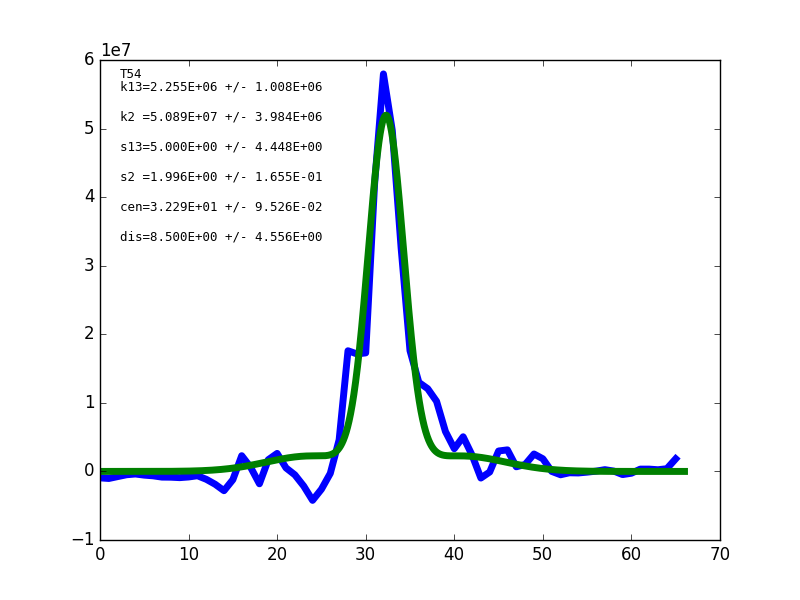 1e7
T54
k13=2.255E+06 +/- 1.008E+06
k2 =5.089E+07 +/- 3.984E+06
s13=5.000E+00 +/- 4.448E+00
s2 =1.996E+00 +/- 1.655E-01
cen=3.229E+01 +/- 9.526E-02
dis=8.500E+00 +/- 4.556E+00
6
5
4
3
2
1
0
−1
0 10 20 30 40 50 60 70